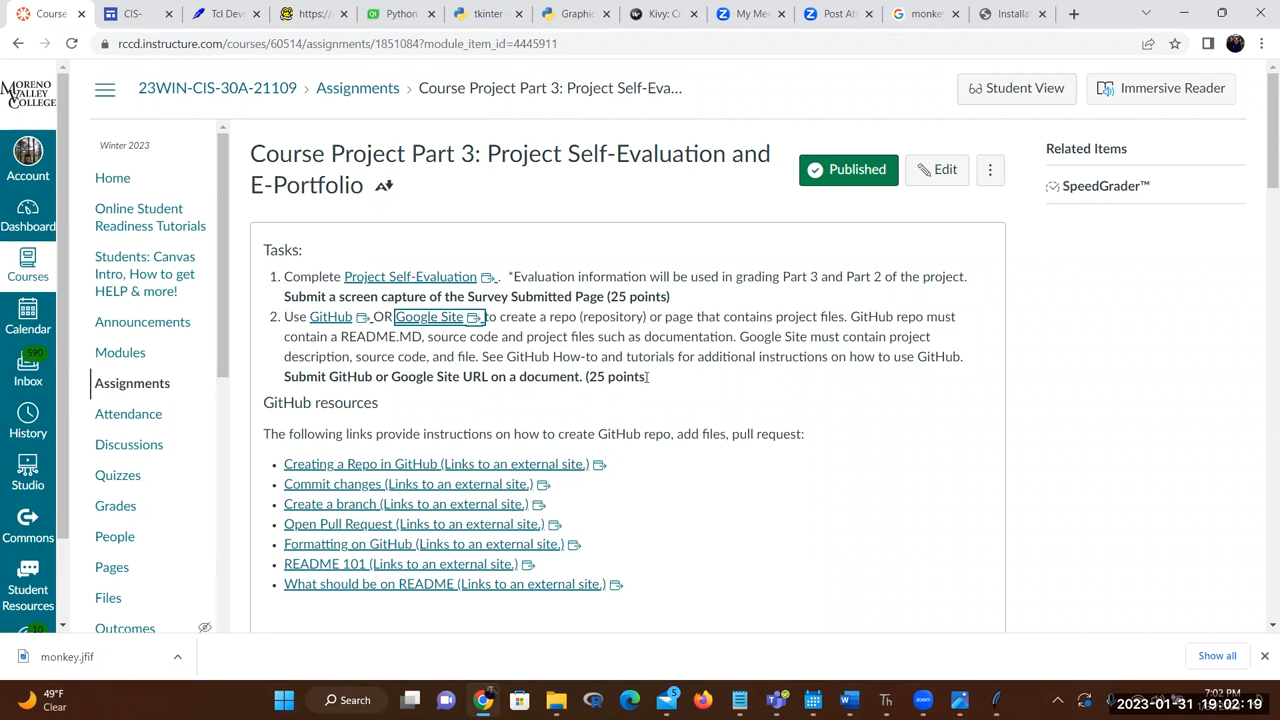 Course
CIS-
Tcl Dev
https://
Python
tkinter
Graphic
Kivy: Cr
My Me
Post At
monke
Installa
rccd.instructure.com/courses/60514/assignments/1851084?module_item_id=4445911
MORENO
VALLEY
COLLEGE
23WIN-CIS-30A-21109 › Assignments › Course Project Part 3: Project Self-Eva...
Student View
Immersive Reader
Account
Dashboard
Courses
Calendar
590
Inbox
History
Studio
Commons
Student
Resources
10
Winter 2023
Home
Online Student
Readiness Tutorials
Students: Canvas
Intro, How to get
HELP & more!
Announcements
Modules
Assignments
Attendance
Discussions
Quizzes
Grades
People
Pages
Files
Outcomes
Course Project Part 3: Project Self-Evaluation and
E-Portfolio
Published
Edit
Related Items
SpeedGrader™
Tasks:
1. Complete Project Self-Evaluation . *Evaluation information will be used in grading Part 3 and Part 2 of the project.
Submit a screen capture of the Survey Submitted Page (25 points)
2. Use GitHub OR Google Site to create a repo (repository) or page that contains project files. GitHub repo must
contain a README.MD, source code and project files such as documentation. Google Site must contain project
description, source code, and file. See GitHub How-to and tutorials for additional instructions on how to use GitHub.
Submit GitHub or Google Site URL on a document. (25 points)
GitHub resources
The following links provide instructions on how to create GitHub repo, add files, pull request:
• Creating a Repo in GitHub (Links to an external site.)
• Commit changes (Links to an external site.)
• Create a branch (Links to an external site.)
• Open Pull Request (Links to an external site.)
• Formatting on GitHub (Links to an external site.)
• README 101 (Links to an external site.)
• What should be on README (Links to an external site.)
monkey.jfif
Show all
49°F
Clear
Search
5
7:02 PM
2023-01-31 19:02:19